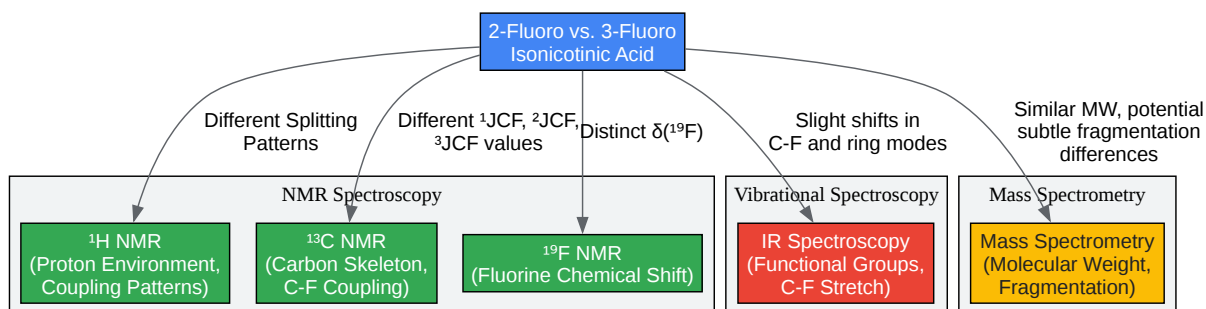 2-Fluoro vs. 3-Fluoro
Isonicotinic Acid
Different Splitting
Patterns
Different ¹JCF, ²JCF,
³JCF values
Distinct δ(¹⁹F)
Slight shifts in
C-F and ring modes
Similar MW, potential
subtle fragmentation
differences
NMR Spectroscopy
¹H NMR
(Proton Environment,
Coupling Patterns)
¹³C NMR
(Carbon Skeleton,
C-F Coupling)
¹⁹F NMR
(Fluorine Chemical Shift)
Vibrational Spectroscopy
IR Spectroscopy
(Functional Groups,
C-F Stretch)
Mass Spectrometry
Mass Spectrometry
(Molecular Weight,
Fragmentation)